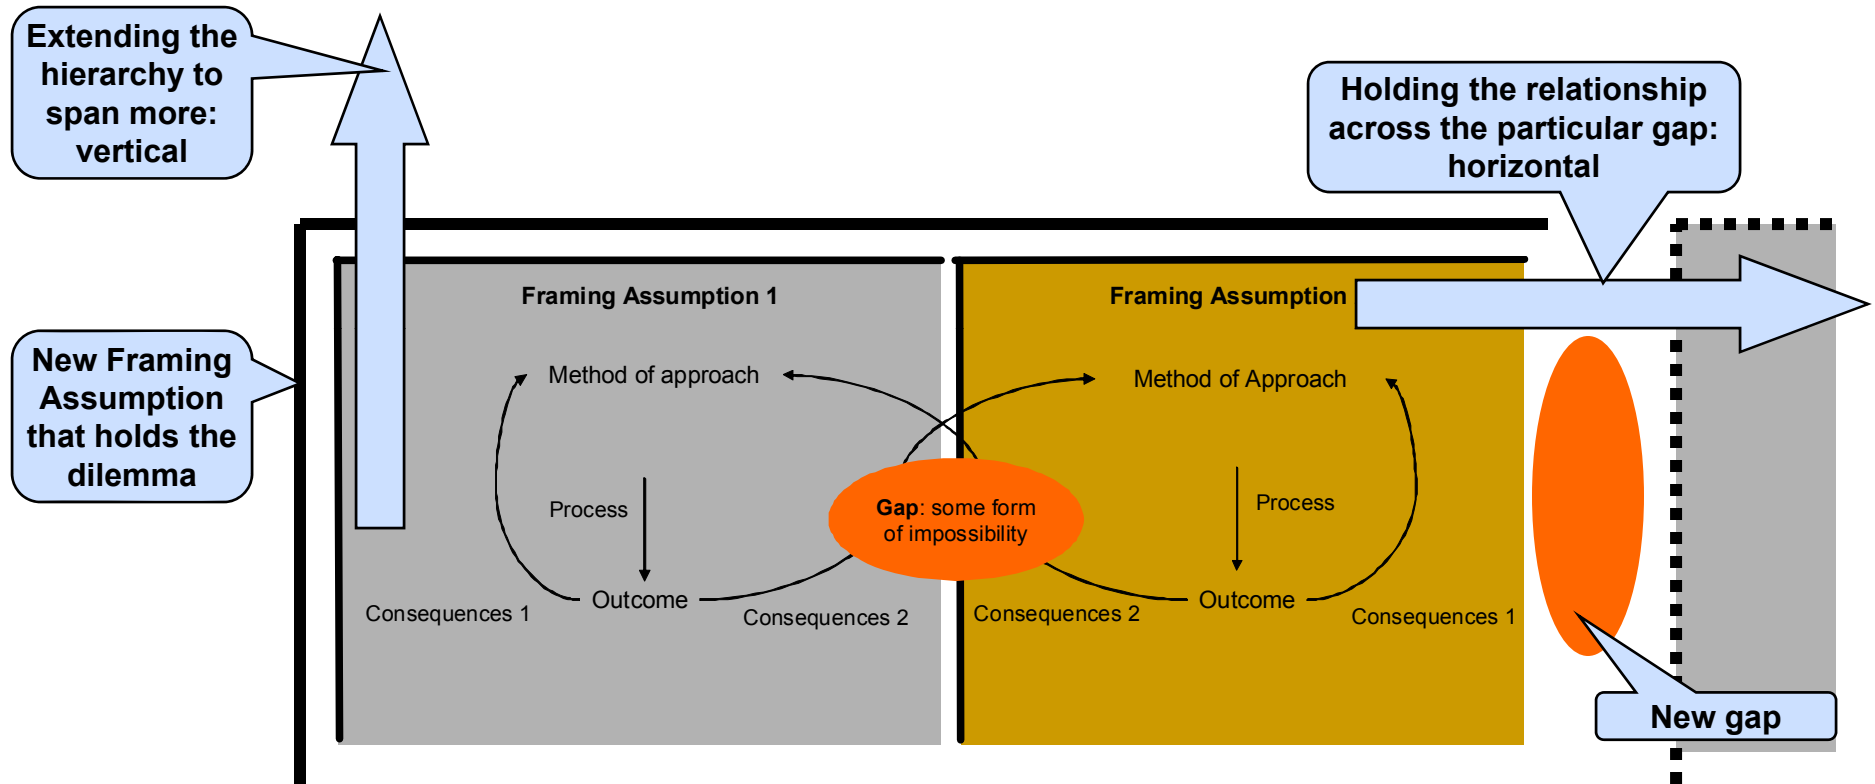 Extending the
hierarchy to
span more:
vertical
Holding the relationship
across the particular gap:
horizontal
New Framing
Assumption
that holds the
dilemma
Framing Assumption 1
Method of approach
Process
Outcome
Consequences 1
Consequences 2
Gap: some form
of impossibility
Framing Assumption
Method of Approach
Process
Outcome
Consequences 2
Consequences 1
New gap